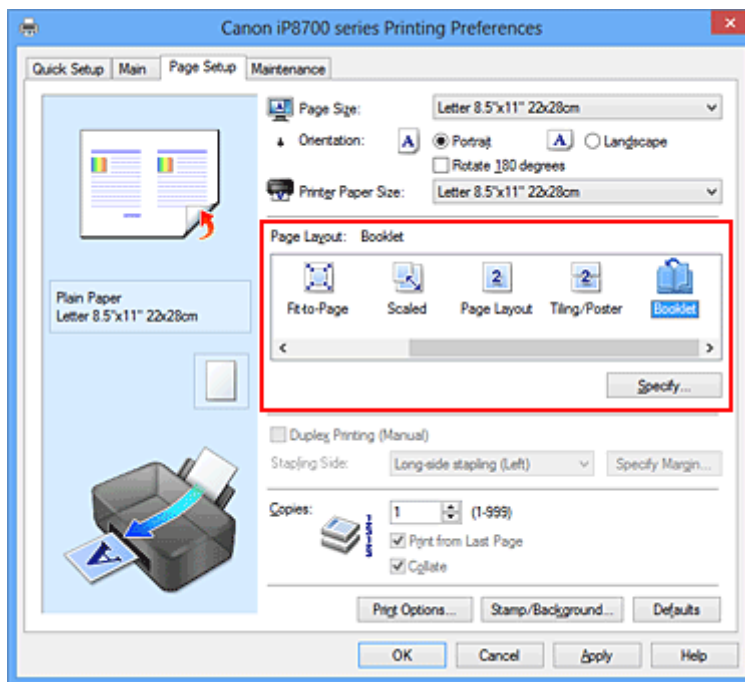 Canon iP8700 series Printing Preferences
Quick Setup Main Page Setup Maintenance
Page Size: Letter 8.5"x11" 22x28cm
Orientation: A Portrait A Landscape
Rotate 180 degrees
Printer Paper Size: Letter 8.5"x11" 22x28cm
Page Layout: Booklet
Fit-to-Page Scaled Page Layout Tiling/Poster Booklet
Specify...
Plain Paper
Letter 8.5"x11" 22x28cm
Duplex Printing (Manual)
Stapling Side: Long-side stapling (Left) Specify Margin...
Copies: 1 (1-999)
Print from Last Page
Collate
Print Options... Stamp/Background... Defaults
OK Cancel Apply Help